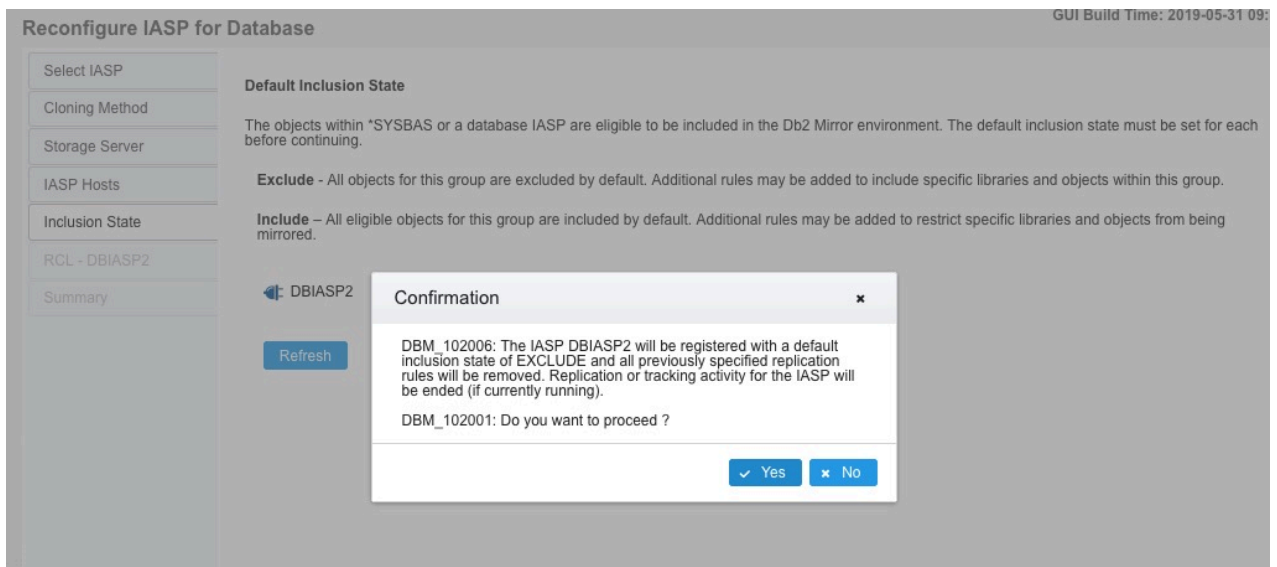 GUI Build Time: 2019-05-31 09:
Reconfigure IASP for Database
Select IASP
Cloning Method
Storage Server
IASP Hosts
Inclusion State
RCL - DBIASP2
Summary
Default Inclusion State
The objects within *SYSBAS or a database IASP are eligible to be included in the Db2 Mirror environment. The default inclusion state must be set for each
before continuing.
Exclude - All objects for this group are excluded by default. Additional rules may be added to include specific libraries and objects within this group.
Include – All eligible objects for this group are included by default. Additional rules may be added to restrict specific libraries and objects from being
mirrored.
DBIASP2
Refresh
Confirmation
DBM_102006: The IASP DBIASP2 will be registered with a default
inclusion state of EXCLUDE and all previously specified replication
rules will be removed. Replication or tracking activity for the IASP will
be ended (if currently running).
DBM_102001: Do you want to proceed ?
Yes
No